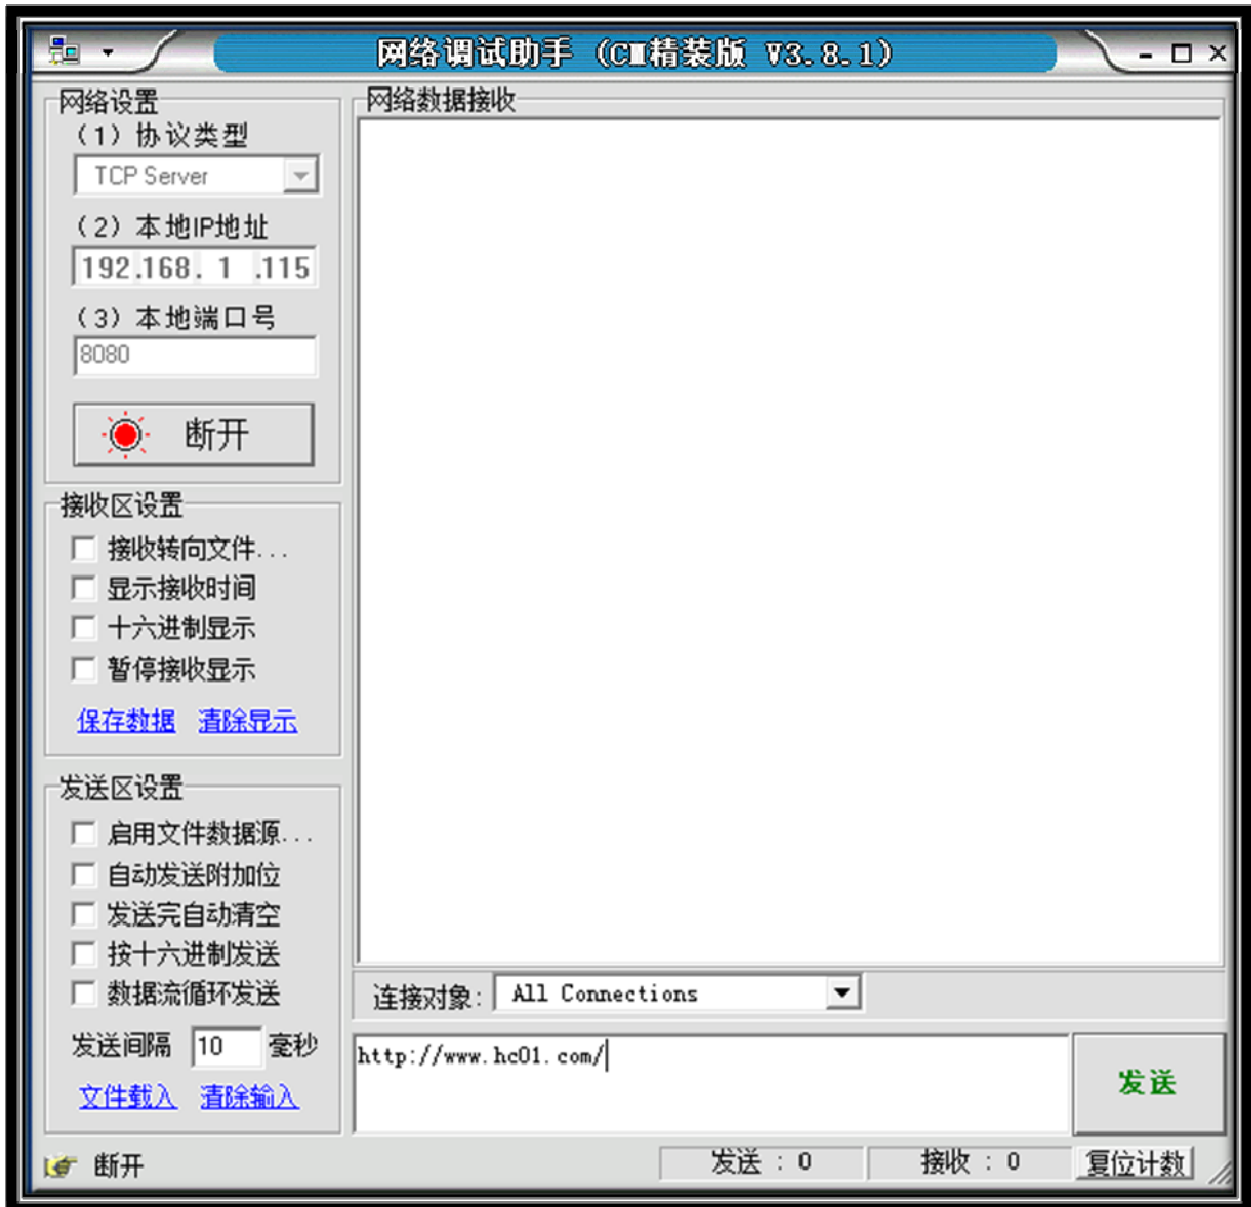 网络调试助手 (CM精装版 V3.8.1)
网络设置
(1) 协议类型
TCP Server
(2) 本地IP地址
192.168. 1 .115
(3) 本地端口号
8080
断开
接收区设置
接收转向文件...
显示接收时间
十六进制显示
暂停接收显示
保存数据 清除显示
发送区设置
启用文件数据源...
自动发送附加位
发送完自动清空
按十六进制发送
数据流循环发送
发送间隔 10 毫秒
文件载入 清除输入
网络数据接收
连接对象: All Connections
http://www.hc01.com/
发送
断开
发送 : 0
接收 : 0
复位计数